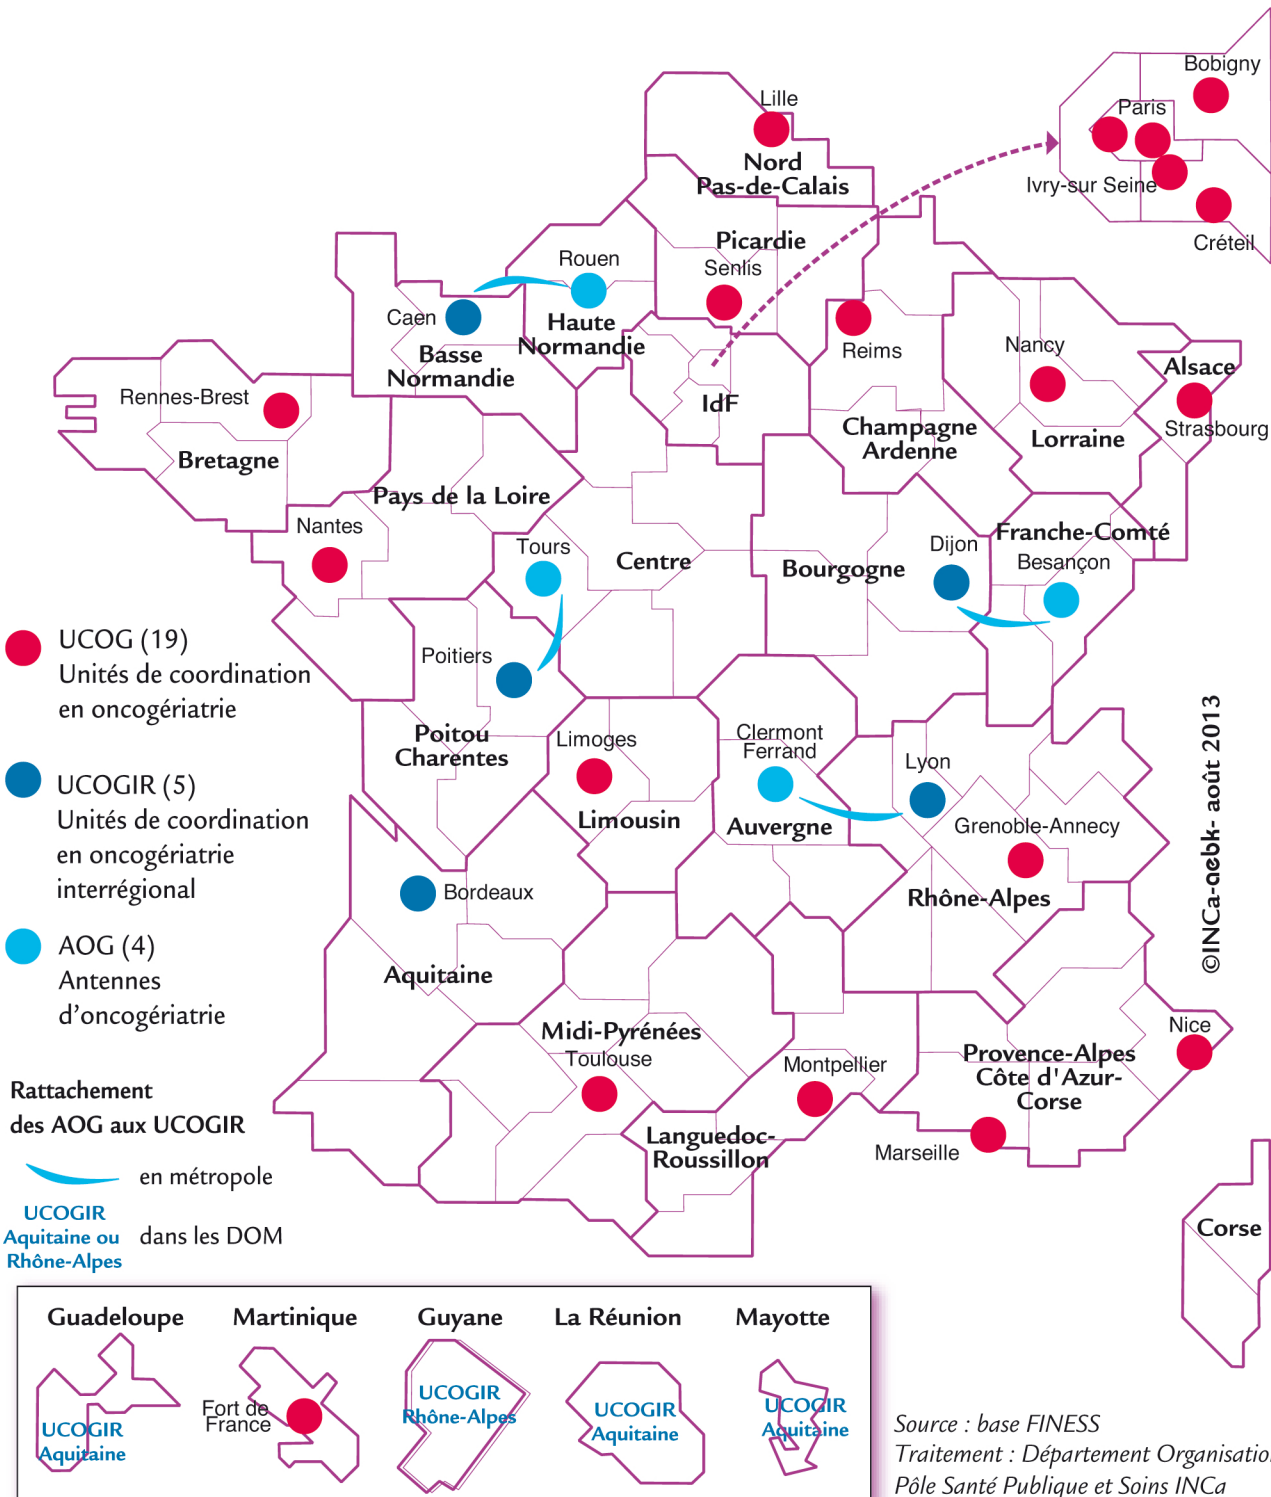 Bobigny
Paris
Ivry-sur Seine
Créteil
Lille
Nord
Pas-de-Calais
Picardie
Senlis
Rouen
Haute
Normandie
Caen
Basse
Normandie
Reims
Champagne
Ardenne
Nancy
Lorraine
Alsace
Strasbourg
IdF
Rennes-Brest
Bretagne
Pays de la Loire
Nantes
Tours
Centre
Bourgogne
Dijon
Franche-Comté
Besançon
Poitiers
Poitou
Charentes
Limoges
Limousin
Clermont
Ferrand
Auvergne
Lyon
Grenoble-Annecy
Rhône-Alpes
Bordeaux
Aquitaine
Midi-Pyrénées
Toulouse
Montpellier
Languedoc-
Roussillon
Provence-Alpes
Côte d'Azur-
Corse
Nice
Marseille
Corse
©INCa-aebk- août 2013
UCOG (19)
Unités de coordination
en oncogériatrie
UCOGIR (5)
Unités de coordination
en oncogériatrie
interrégional
AOG (4)
Antennes
d’oncogériatrie
Rattachement
des AOG aux UCOGIR
en métropole
UCOGIR
Aquitaine ou
Rhône-Alpes
dans les DOM
Guadeloupe
UCOGIR
Aquitaine
Martinique
Fort de
France
Guyane
UCOGIR
Rhône-Alpes
La Réunion
UCOGIR
Aquitaine
Mayotte
UCOGIR
Aquitaine
Source : base FINESS
Traitement : Département Organisatio
Pôle Santé Publique et Soins INCa